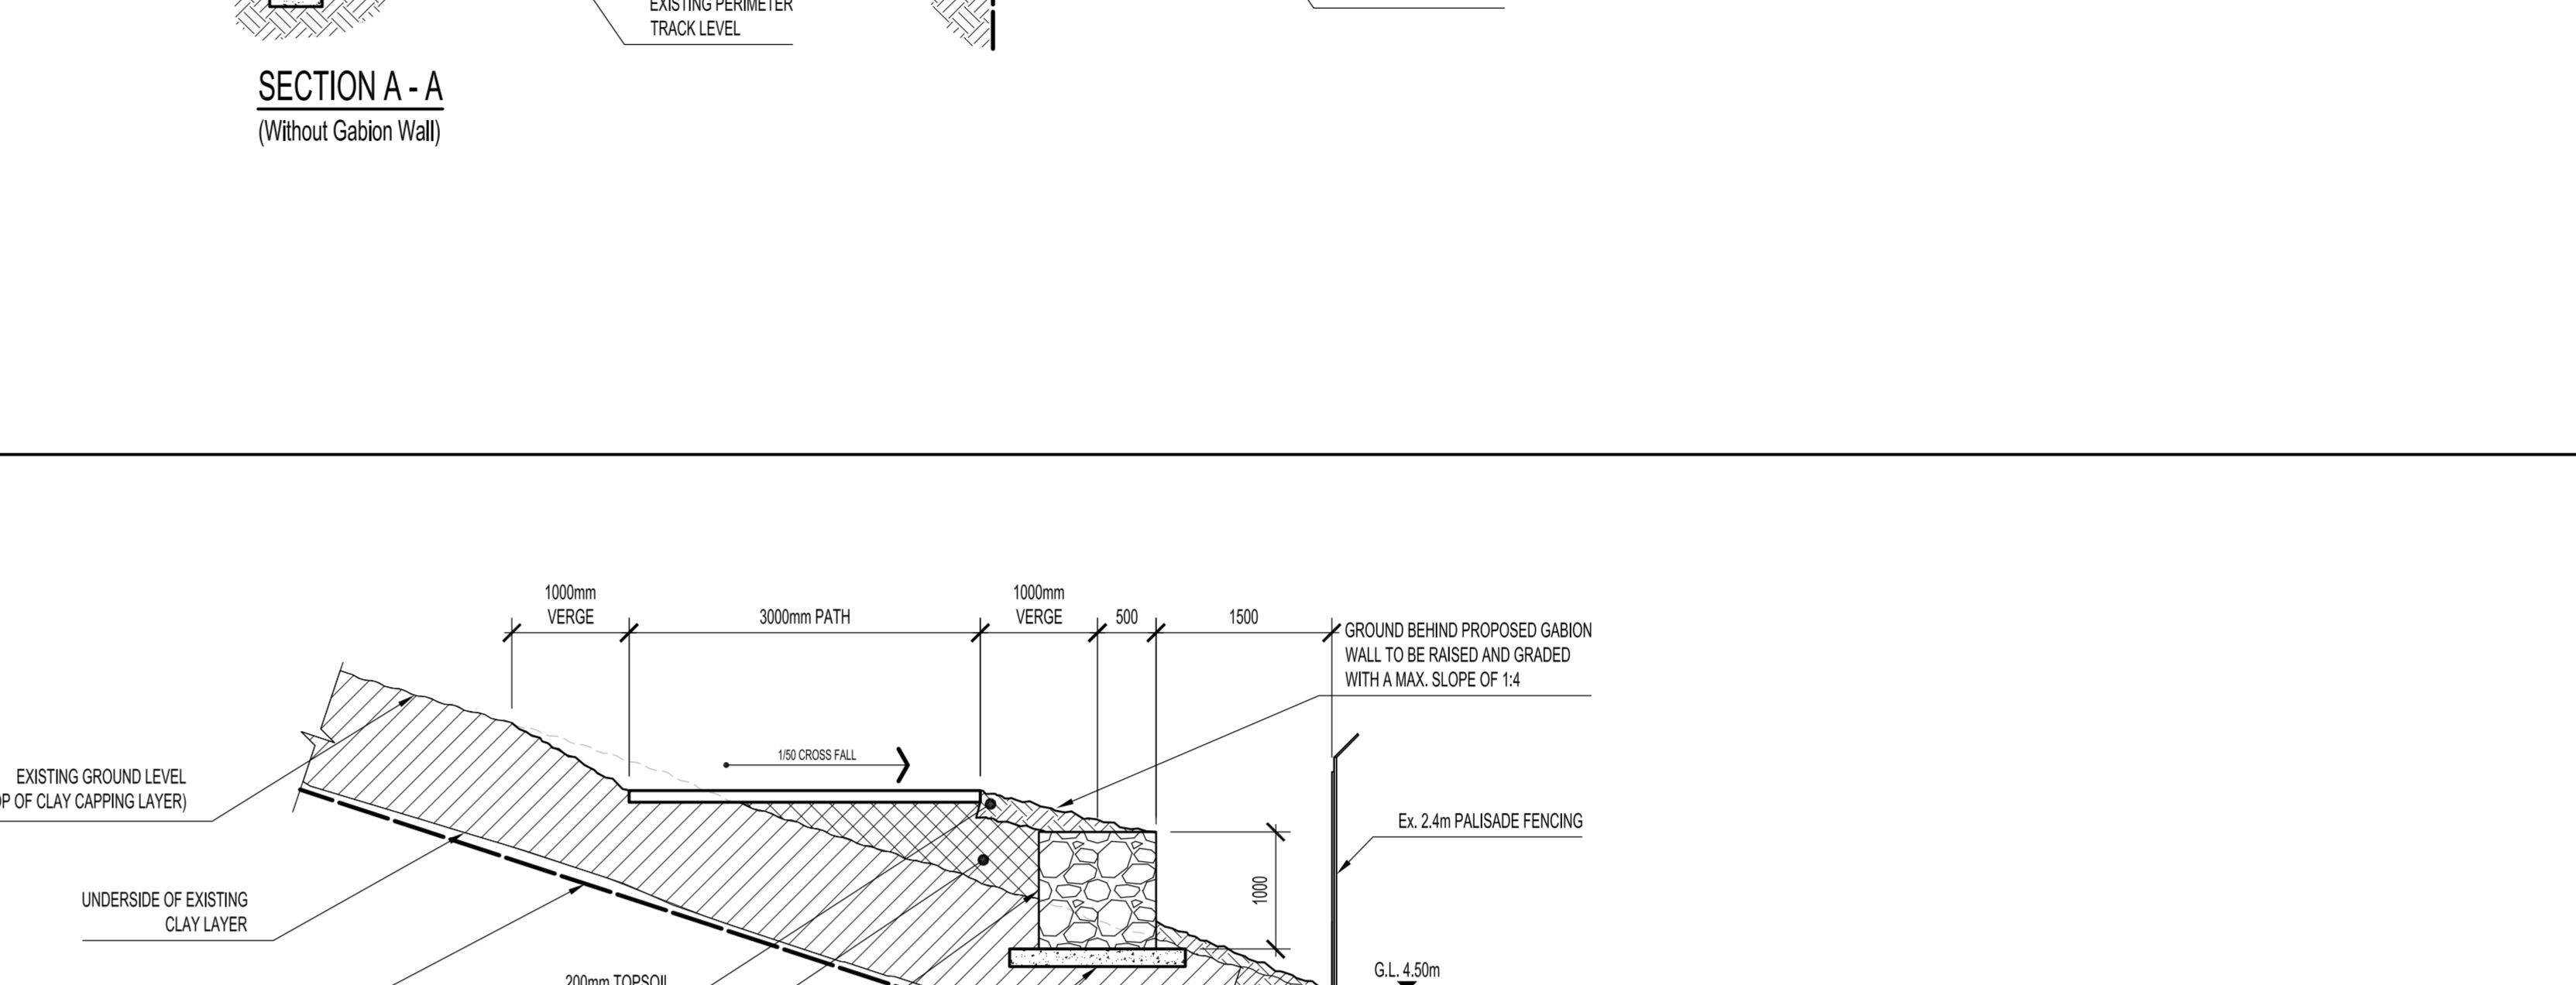 EXISTING PERIMETER
TRACK LEVEL
SECTION A - A
(Without Gabion Wall)
1000mm
VERGE
3000mm PATH
1000mm
VERGE
500
1500
GROUND BEHIND PROPOSED GABION
WALL TO BE RAISED AND GRADED
WITH A MAX. SLOPE OF 1:4
1/50 CROSS FALL
EXISTING GROUND LEVEL
OP OF CLAY CAPPING LAYER)
Ex. 2.4m PALISADE FENCING
1000
UNDERSIDE OF EXISTING
CLAY LAYER
G.L. 4.50m
200mm TOPSOIL